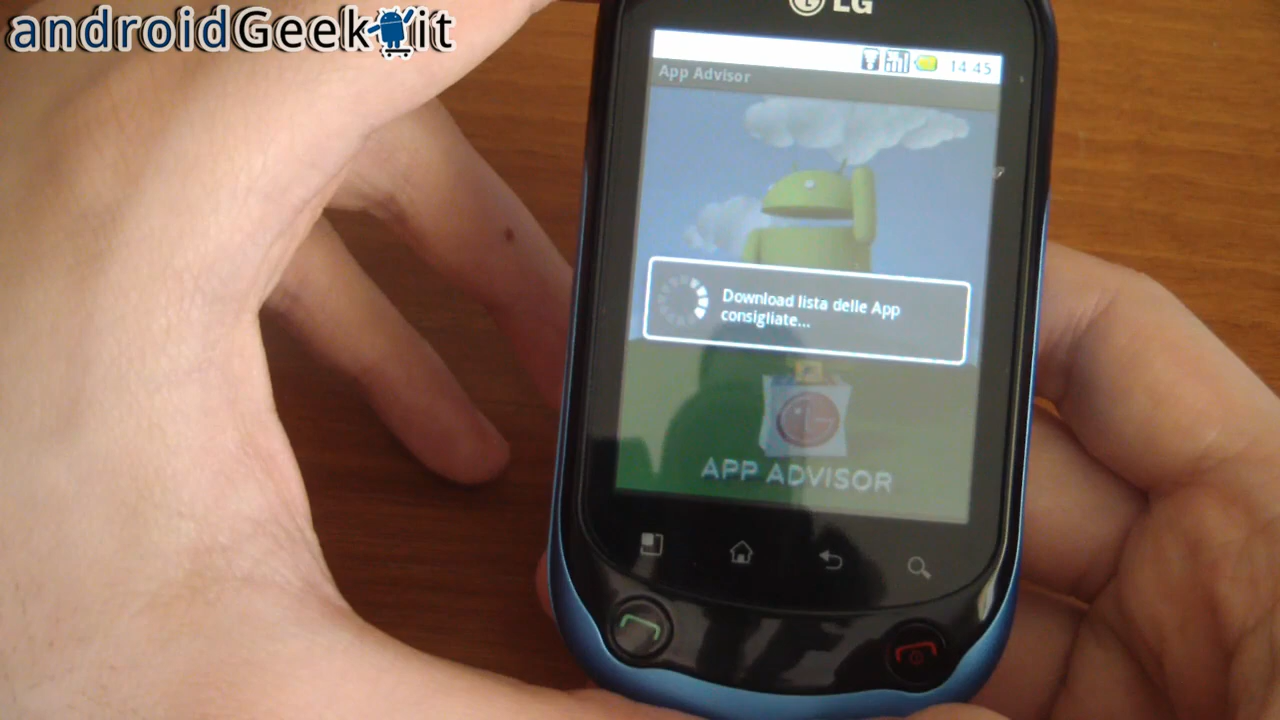 androidGeek.it
LG
14:45
App Advisor
Download lista delle App
consigliate...
APP ADVISOR